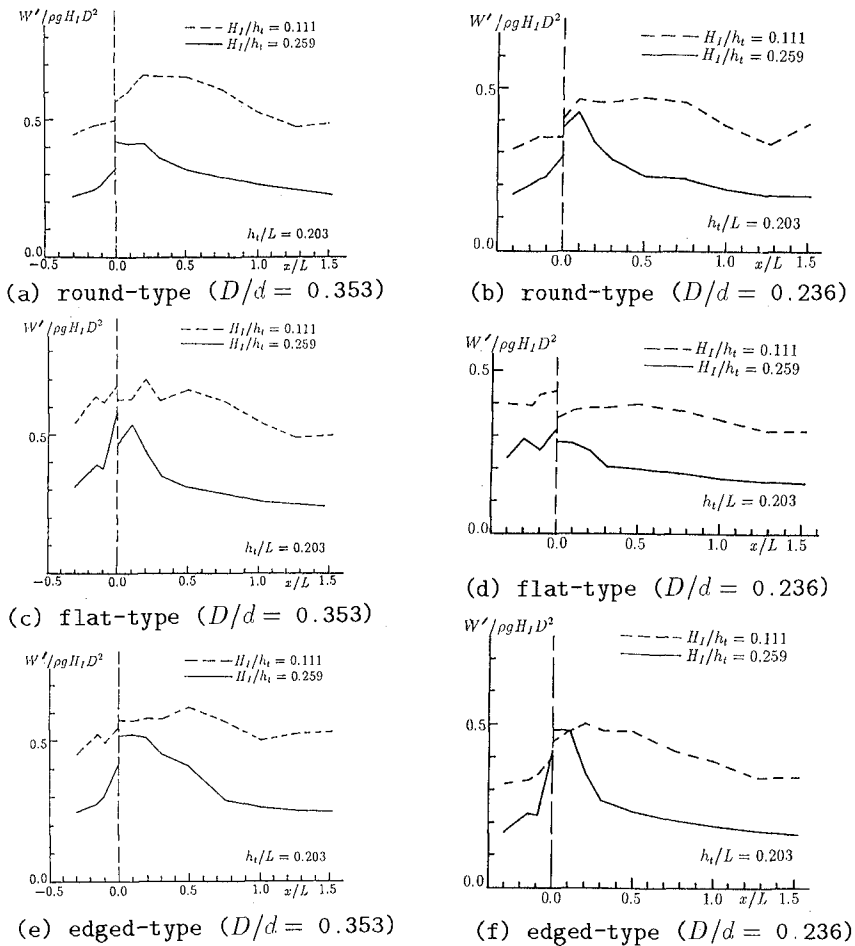 W′/ρgH_I D²
H_I/h_t = 0.111
H_I/h_t = 0.259
0.5
0.0
h_t/L = 0.203
−0.5 0.0 0.5 1.0 x/L 1.5
(a) round-type (D/d = 0.353)
W′/ρgH_I D²
H_I/h_t = 0.111
H_I/h_t = 0.259
0.5
0.0
h_t/L = 0.203
0.0 0.5 1.0 x/L 1.5
(b) round-type (D/d = 0.236)
W′/ρgH_I D²
H_I/h_t = 0.111
H_I/h_t = 0.259
0.5
h_t/L = 0.203
−0.5 0.0 0.5 1.0 x/L 1.5
(c) flat-type (D/d = 0.353)
W′/ρgH_I D²
H_I/h_t = 0.111
H_I/h_t = 0.259
0.5
0.0
h_t/L = 0.203
0.0 0.5 1.0 x/L 1.5
(d) flat-type (D/d = 0.236)
W′/ρgH_I D²
H_I/h_t = 0.111
H_I/h_t = 0.259
0.5
0.0
h_t/L = 0.203
0.0 0.5 1.0 x/L 1.5
(e) edged-type (D/d = 0.353)
W′/ρgH_I D²
H_I/h_t = 0.111
H_I/h_t = 0.259
0.5
0.0
h_t/L = 0.203
0.0 0.5 1.0 x/L 1.5
(f) edged-type (D/d = 0.236)